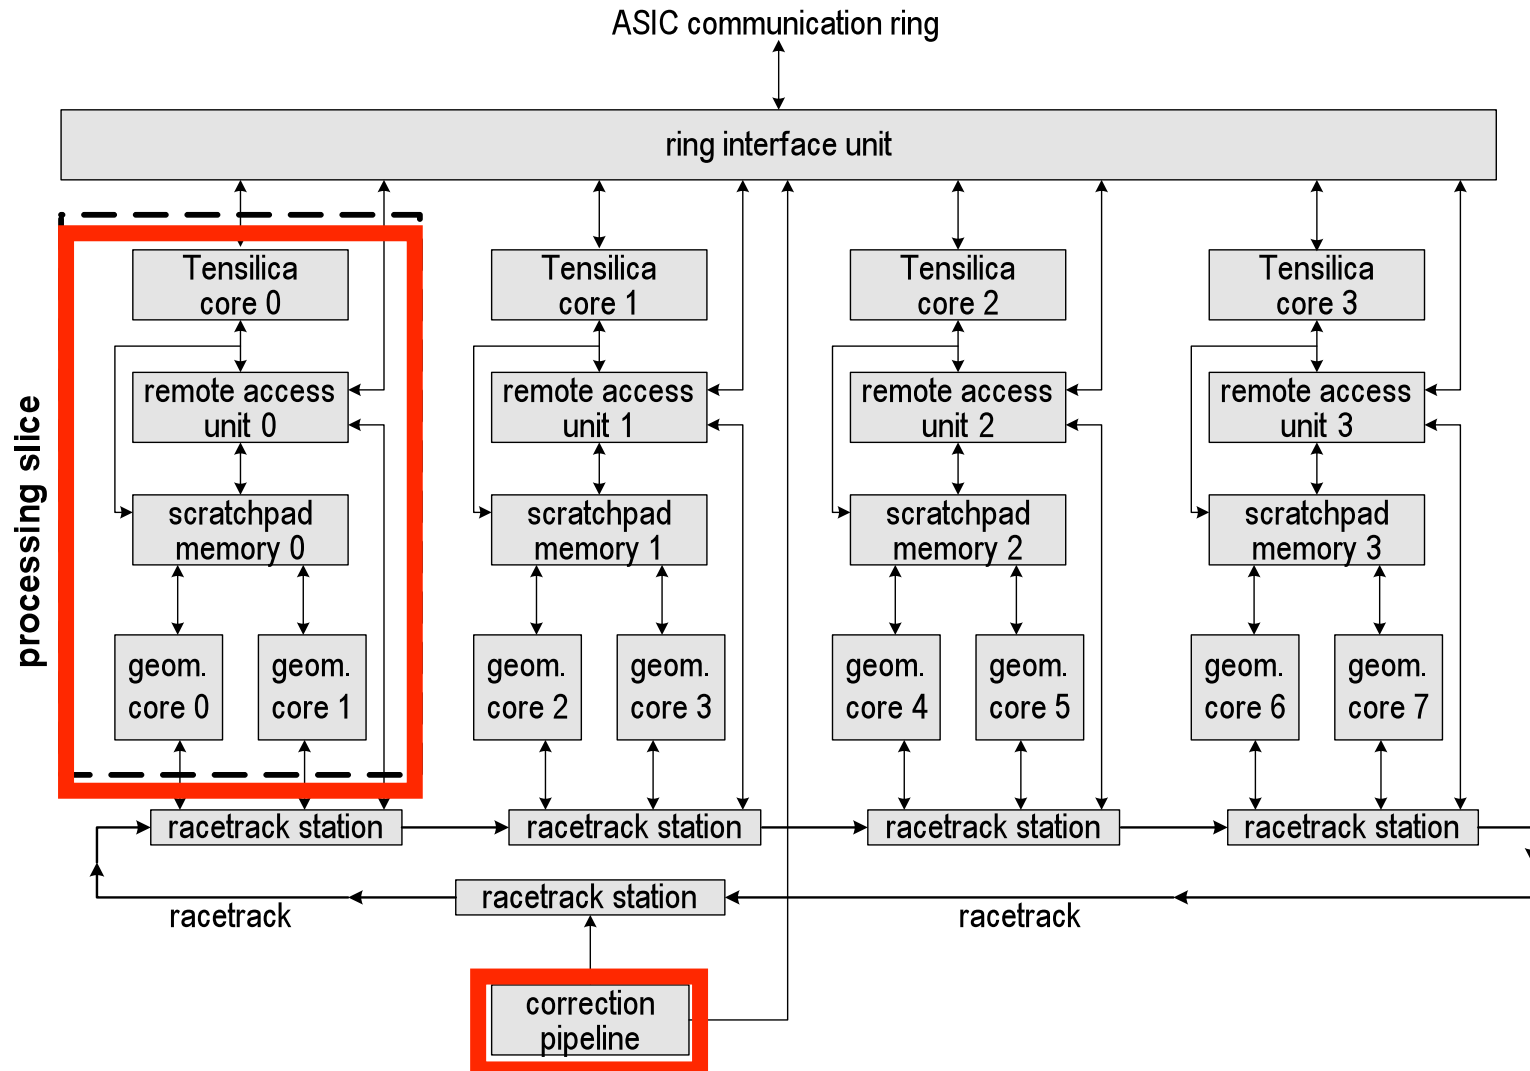 ASIC communication ring
ring interface unit
processing slice
Tensilica
core 0
Tensilica
core 1
Tensilica
core 2
Tensilica
core 3
remote access
unit 0
remote access
unit 1
remote access
unit 2
remote access
unit 3
scratchpad
memory 0
scratchpad
memory 1
scratchpad
memory 2
scratchpad
memory 3
geom.
core 0
geom.
core 1
geom.
core 2
geom.
core 3
geom.
core 4
geom.
core 5
geom.
core 6
geom.
core 7
racetrack station
racetrack station
racetrack station
racetrack station
racetrack station
racetrack
racetrack
correction
pipeline